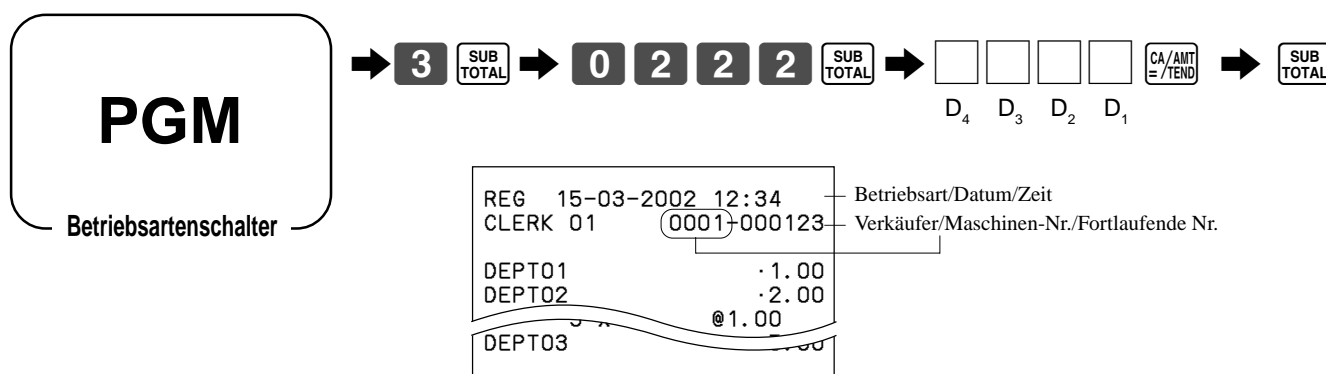 PGM
Betriebsartenschalter
3 SUB TOTAL 0 2 2 2 SUB TOTAL CA/AMT = /TEND SUB TOTAL
D4 D3 D2 D1
REG 15-03-2002 12:34 Betriebsart/Datum/Zeit
CLERK 01 0001-000123 Verkäufer/Maschinen-Nr./Fortlaufende Nr.
DEPT01 ·1.00
DEPT02 ·2.00
@1.00
DEPT03